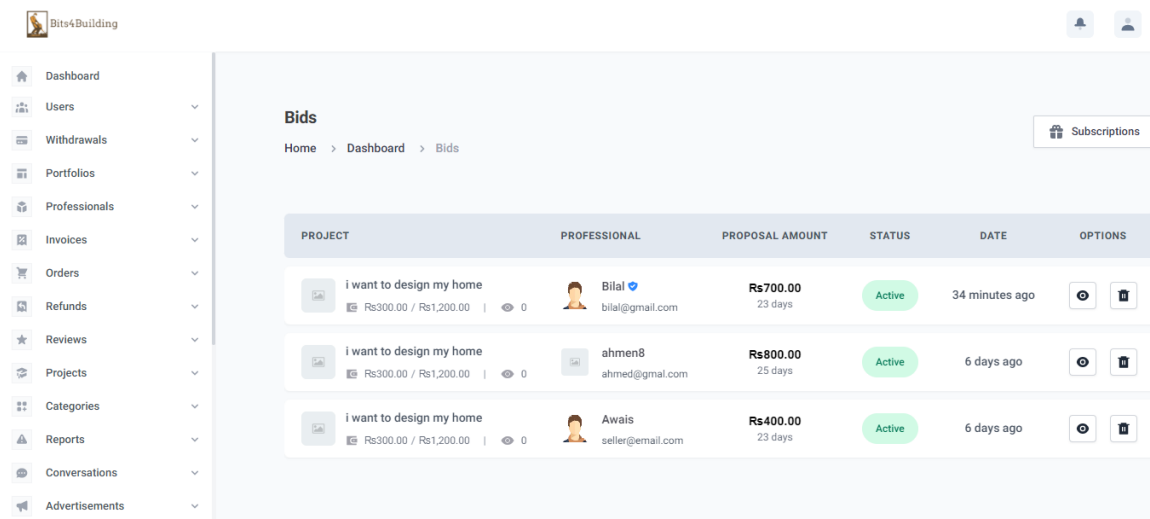 Bits4Building
Dashboard
Users
Withdrawals
Portfolios
Professionals
Invoices
Orders
Refunds
Reviews
Projects
Categories
Reports
Conversations
Advertisements
Bids
Home > Dashboard > Bids
Subscriptions
PROJECT PROFESSIONAL PROPOSAL AMOUNT STATUS DATE OPTIONS
i want to design my home
Rs300.00 / Rs1,200.00 | 0
Bilal
bilal@gmail.com
Rs700.00
23 days
Active
34 minutes ago
i want to design my home
Rs300.00 / Rs1,200.00 | 0
ahmen8
ahmed@gmal.com
Rs800.00
25 days
Active
6 days ago
i want to design my home
Rs300.00 / Rs1,200.00 | 0
Awais
seller@email.com
Rs400.00
23 days
Active
6 days ago